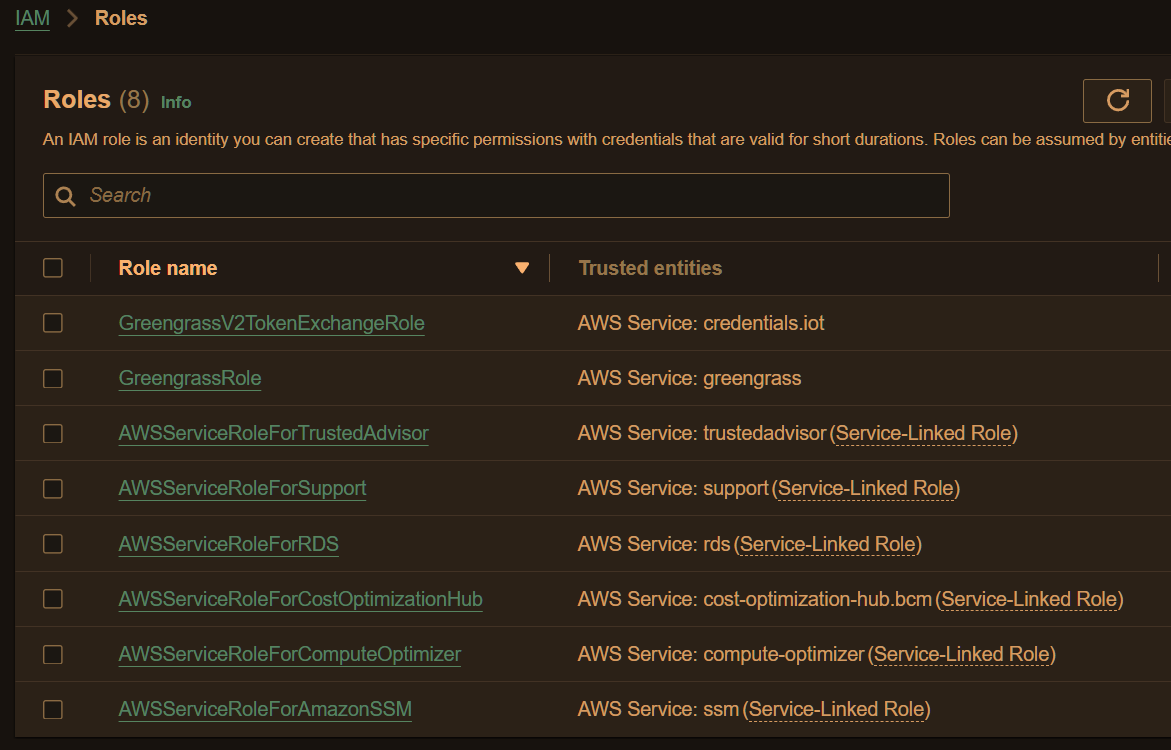 IAM > Roles
Roles (8) Info
An IAM role is an identity you can create that has specific permissions with credentials that are valid for short durations. Roles can be assumed by
Search
Role name Trusted entities
GreengrassV2TokenExchangeRole AWS Service: credentials.iot
GreengrassRole AWS Service: greengrass
AWSServiceRoleForTrustedAdvisor AWS Service: trustedadvisor (Service-Linked Role)
AWSServiceRoleForSupport AWS Service: support (Service-Linked Role)
AWSServiceRoleForRDS AWS Service: rds (Service-Linked Role)
AWSServiceRoleForCostOptimizationHub AWS Service: cost-optimization-hub.bcm (Service-Linked Role)
AWSServiceRoleForComputeOptimizer AWS Service: compute-optimizer (Service-Linked Role)
AWSServiceRoleForAmazonSSM AWS Service: ssm (Service-Linked Role)